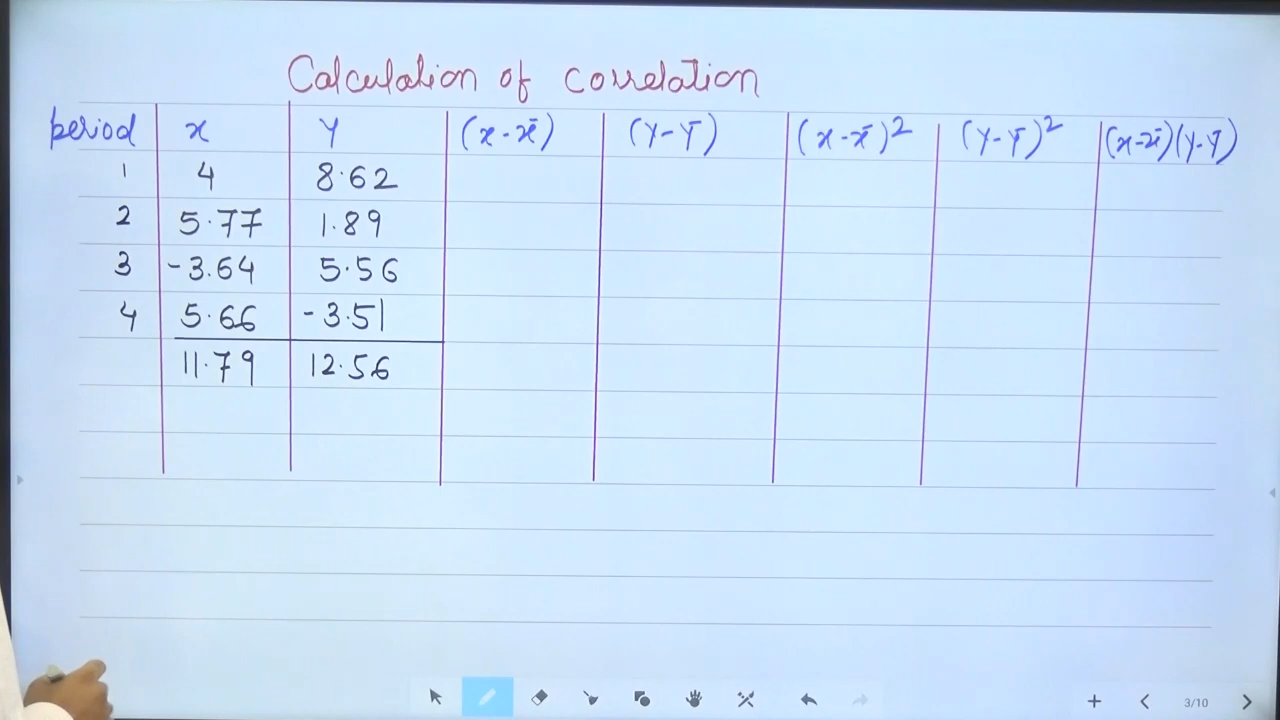 Calculation of correlation
period x Y (x-x̄) (Y-Ȳ) (x-x̄)² (Y-Ȳ)² (x-x̄)(Y-Ȳ)
1 4 8.62
2 5.77 1.89
3 -3.64 5.56
4 5.66 -3.51
11.79 12.56
3/10